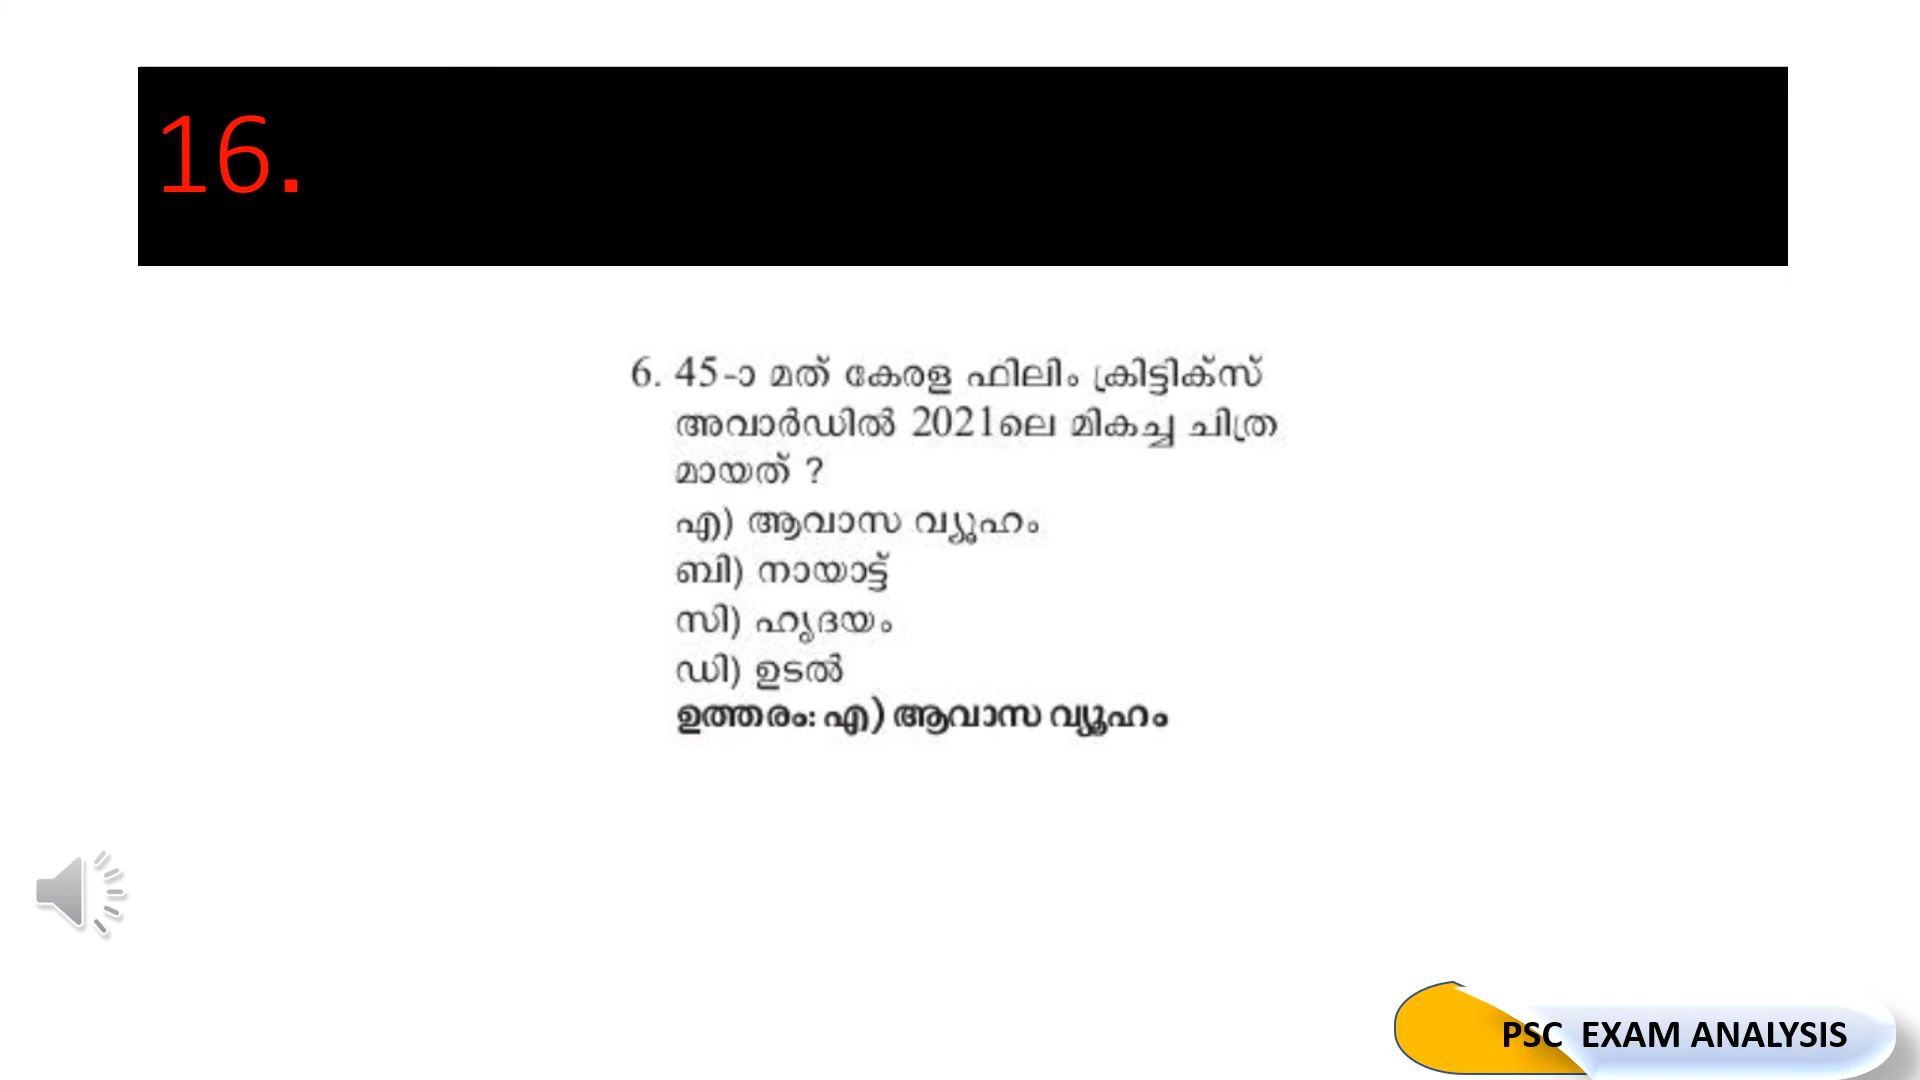 16.
6. 45-ാ മത് കേരള ഫിലിം ക്രിട്ടിക്സ്
അവാർഡിൽ 2021ലെ മികച്ച ചിത്ര
മായത് ?
എ) ആവാസ വ്യൂഹം
ബി) നായാട്ട്
സി) ഹൃദയം
ഡി) ഉടൽ
ഉത്തരം: എ) ആവാസ വ്യൂഹം
PSC EXAM ANALYSIS